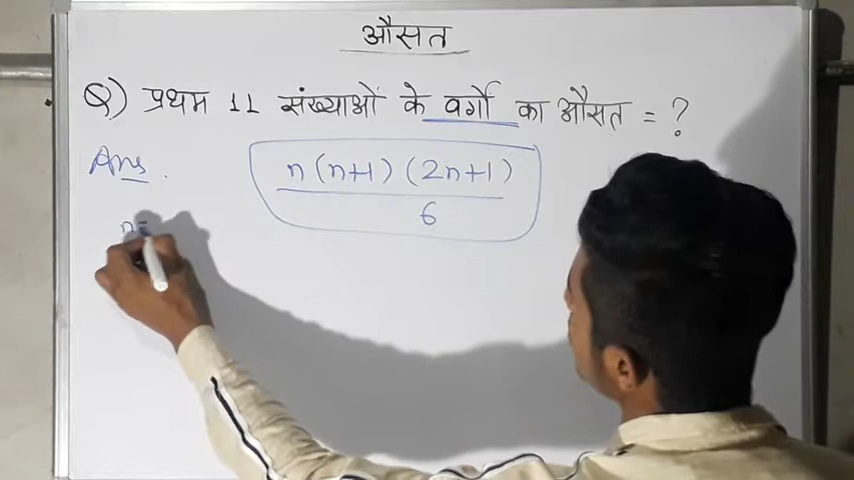 औसत
Q) प्रथम 11 संख्याओं के वर्गों का औसत = ?
Ans.
n(n+1) (2n+1)
6
n=